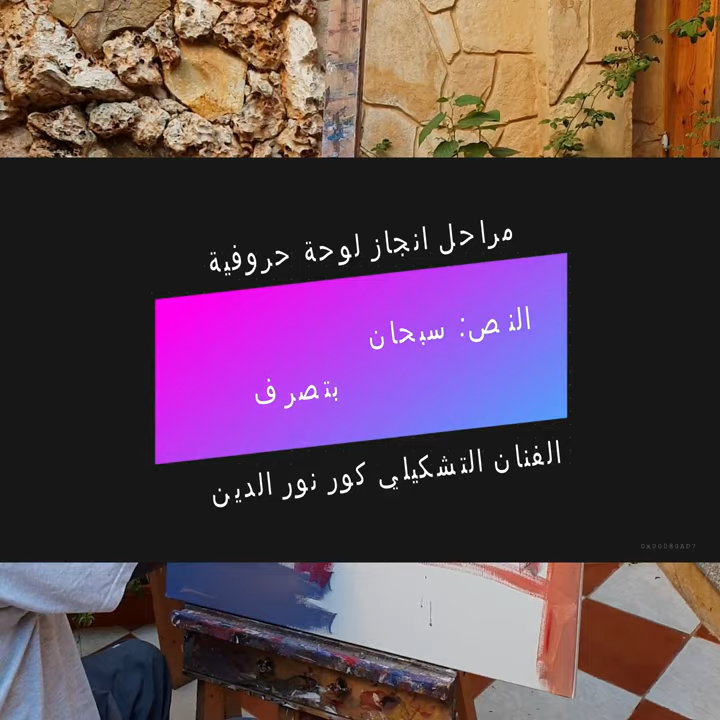 مراحل انجاز لوحة حروفية
النص: سبحان
بتصرف
الفنان التشكيلي كور نور الدين